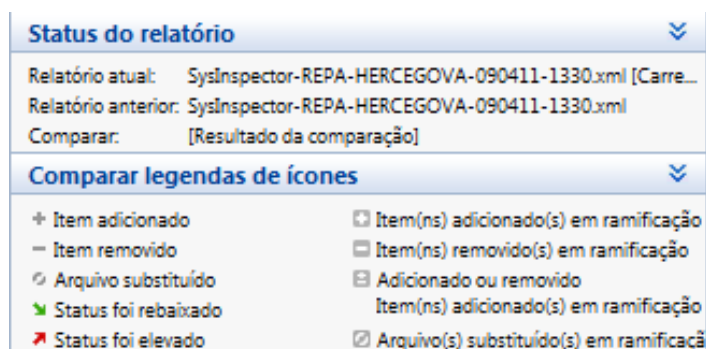 Status do relatório
Relatório atual: SysInspector-REPA-HERCEGOVA-090411-1330.xml [Carre...
Relatório anterior: SysInspector-REPA-HERCEGOVA-090411-1330.xml
Comparar: [Resultado da comparação]
Comparar legendas de ícones
Item adicionado
Item removido
Arquivo substituído
Status foi rebaixado
Status foi elevado
Item(ns) adicionado(s) em ramificação
Item(ns) removido(s) em ramificação
Adicionado ou removido
Item(ns) adicionado(s) em ramificação
Arquivo(s) substituído(s) em ramificaçã